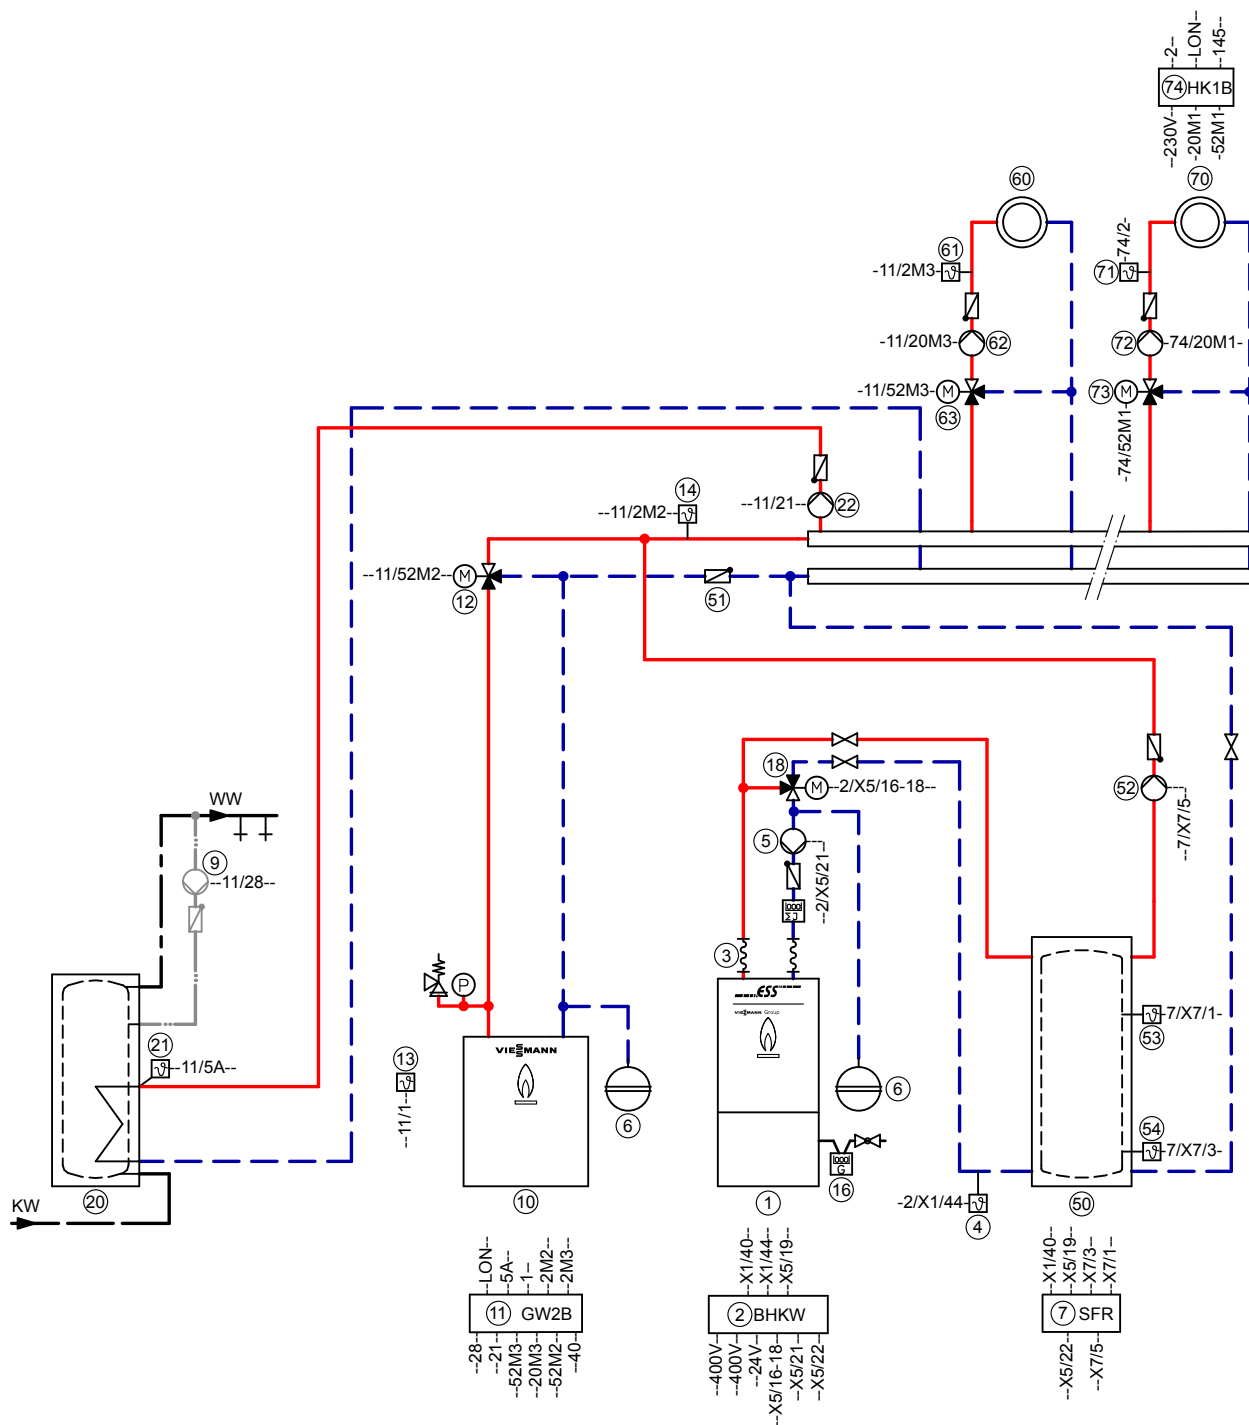 --2--
--LON--
--145--
74 HK1B
--230V--
-20M1-
-52M1-
60
70
61
-11/2M3-
-74/2-
71
-11/20M3-
62
72
-74/20M1-
-11/52M3-
M
63
73
M
-74/52M1-
14
--11/2M2--
--11/21--
22
--11/52M2--
M
12
51
18
M
--2/X5/16-18--
52
--7/X7/5--
WW
5
--2/X5/21--
9
--11/28--
ΣJ
3
P
ESS
VIESMANN Group
-7/X7/1-
53
21
--11/5A--
13
--11/1--
VIESMANN
6
6
54
-7/X7/3-
G
16
KW
20
10
1
-2/X1/44-
4
50
--LON--
--5A--
--1--
--2M2--
--2M3--
11 GW2B
--28--
--21--
--52M3--
--20M3--
--52M2--
--40--
--X1/40--
--X1/44--
--X5/19--
2 BHKW
--400V--
--400V--
--24V--
--X5/16-18--
--X5/21--
--X5/22--
--X1/40--
--X5/19--
--X7/3--
--X7/1--
7 SFR
--X5/22--
--X7/5--